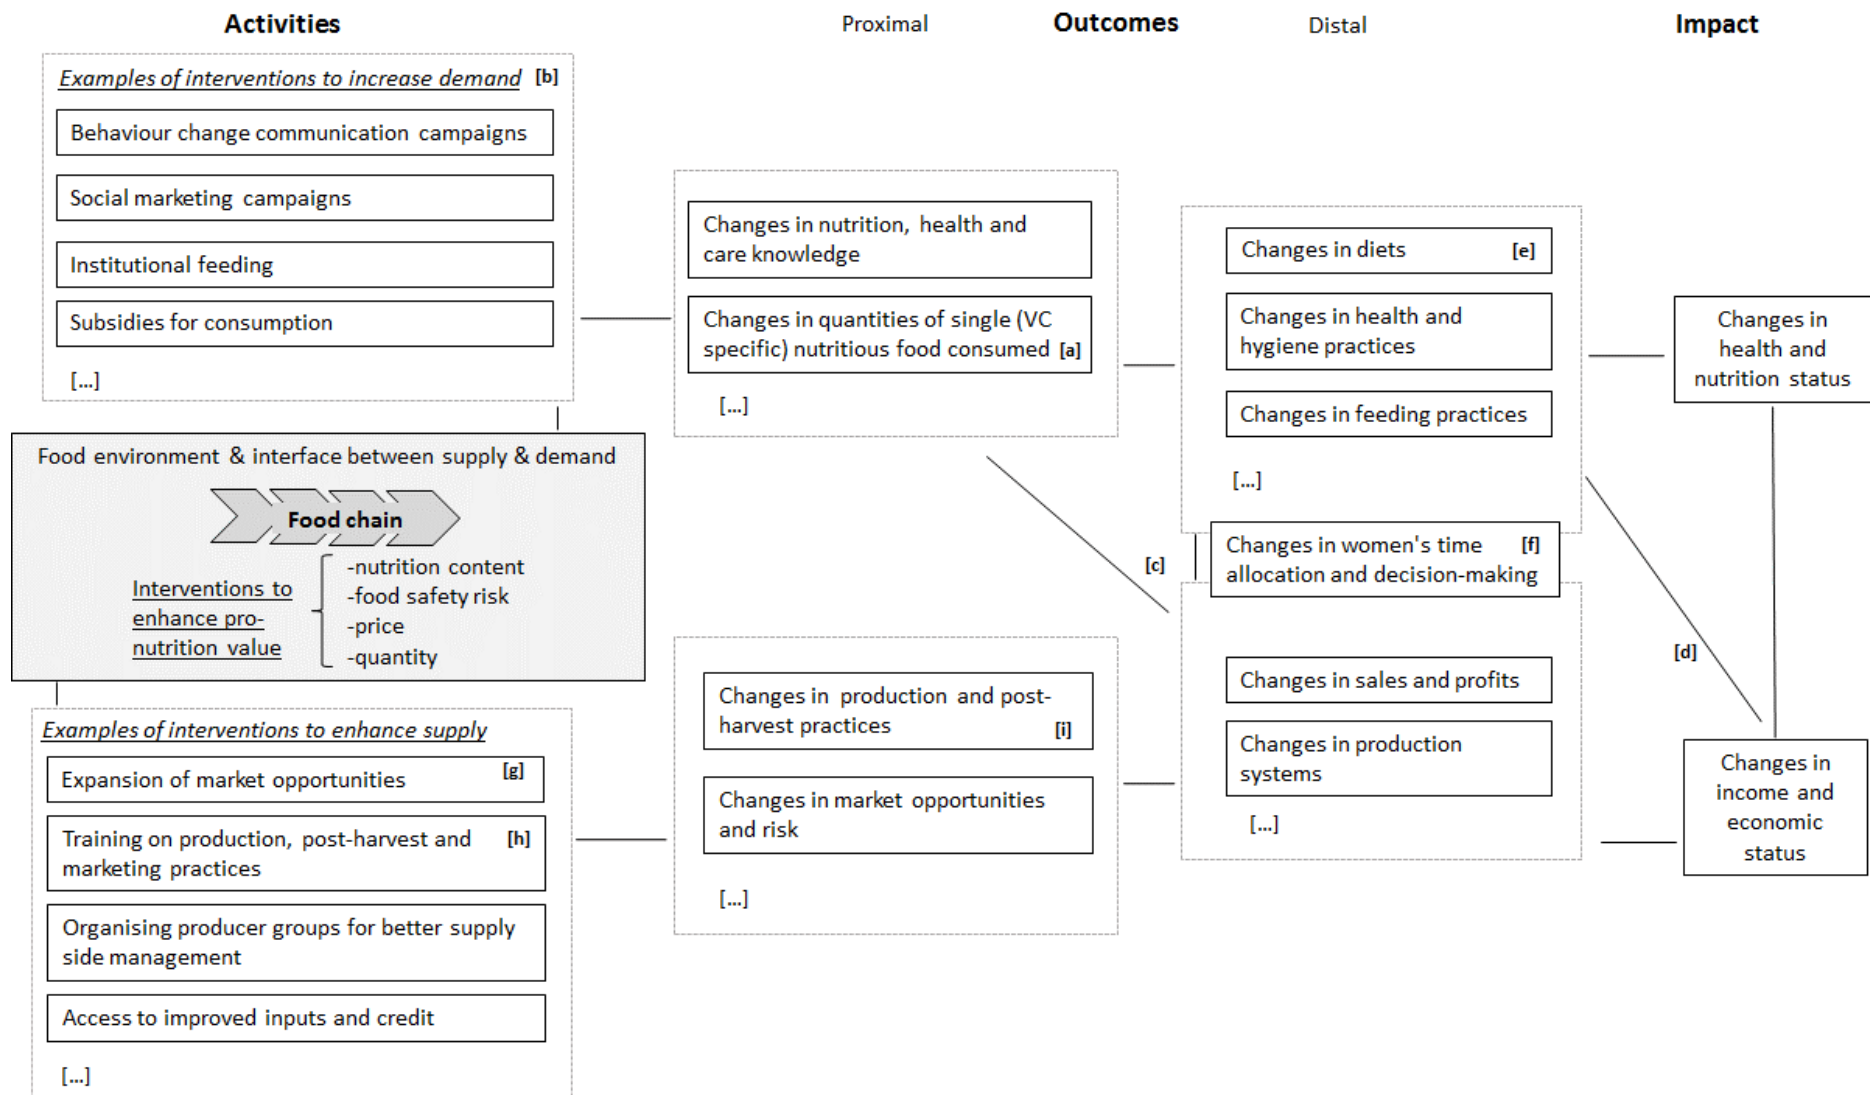 Activities
Proximal
Outcomes
Distal
Impact
Examples of interventions to increase demand [b]
Behaviour change communication campaigns
Social marketing campaigns
Institutional feeding
Subsidies for consumption
[...]
Food environment & interface between supply & demand
Food chain
Interventions to
enhance pro-
nutrition value
-nutrition content
-food safety risk
-price
-quantity
Examples of interventions to enhance supply
Expansion of market opportunities [g]
Training on production, post-harvest and [h]
marketing practices
Organising producer groups for better supply
side management
Access to improved inputs and credit
[...]
Changes in nutrition, health and
care knowledge
Changes in quantities of single (VC
specific) nutritious food consumed [a]
[...]
[c]
Changes in production and post-
harvest practices [i]
Changes in market opportunities
and risk
[...]
Changes in diets [e]
Changes in health and
hygiene practices
Changes in feeding practices
[...]
Changes in women's time [f]
allocation and decision-making
Changes in sales and profits
Changes in production
systems
[...]
[d]
Changes in
health and
nutrition status
Changes in
income and
economic
status